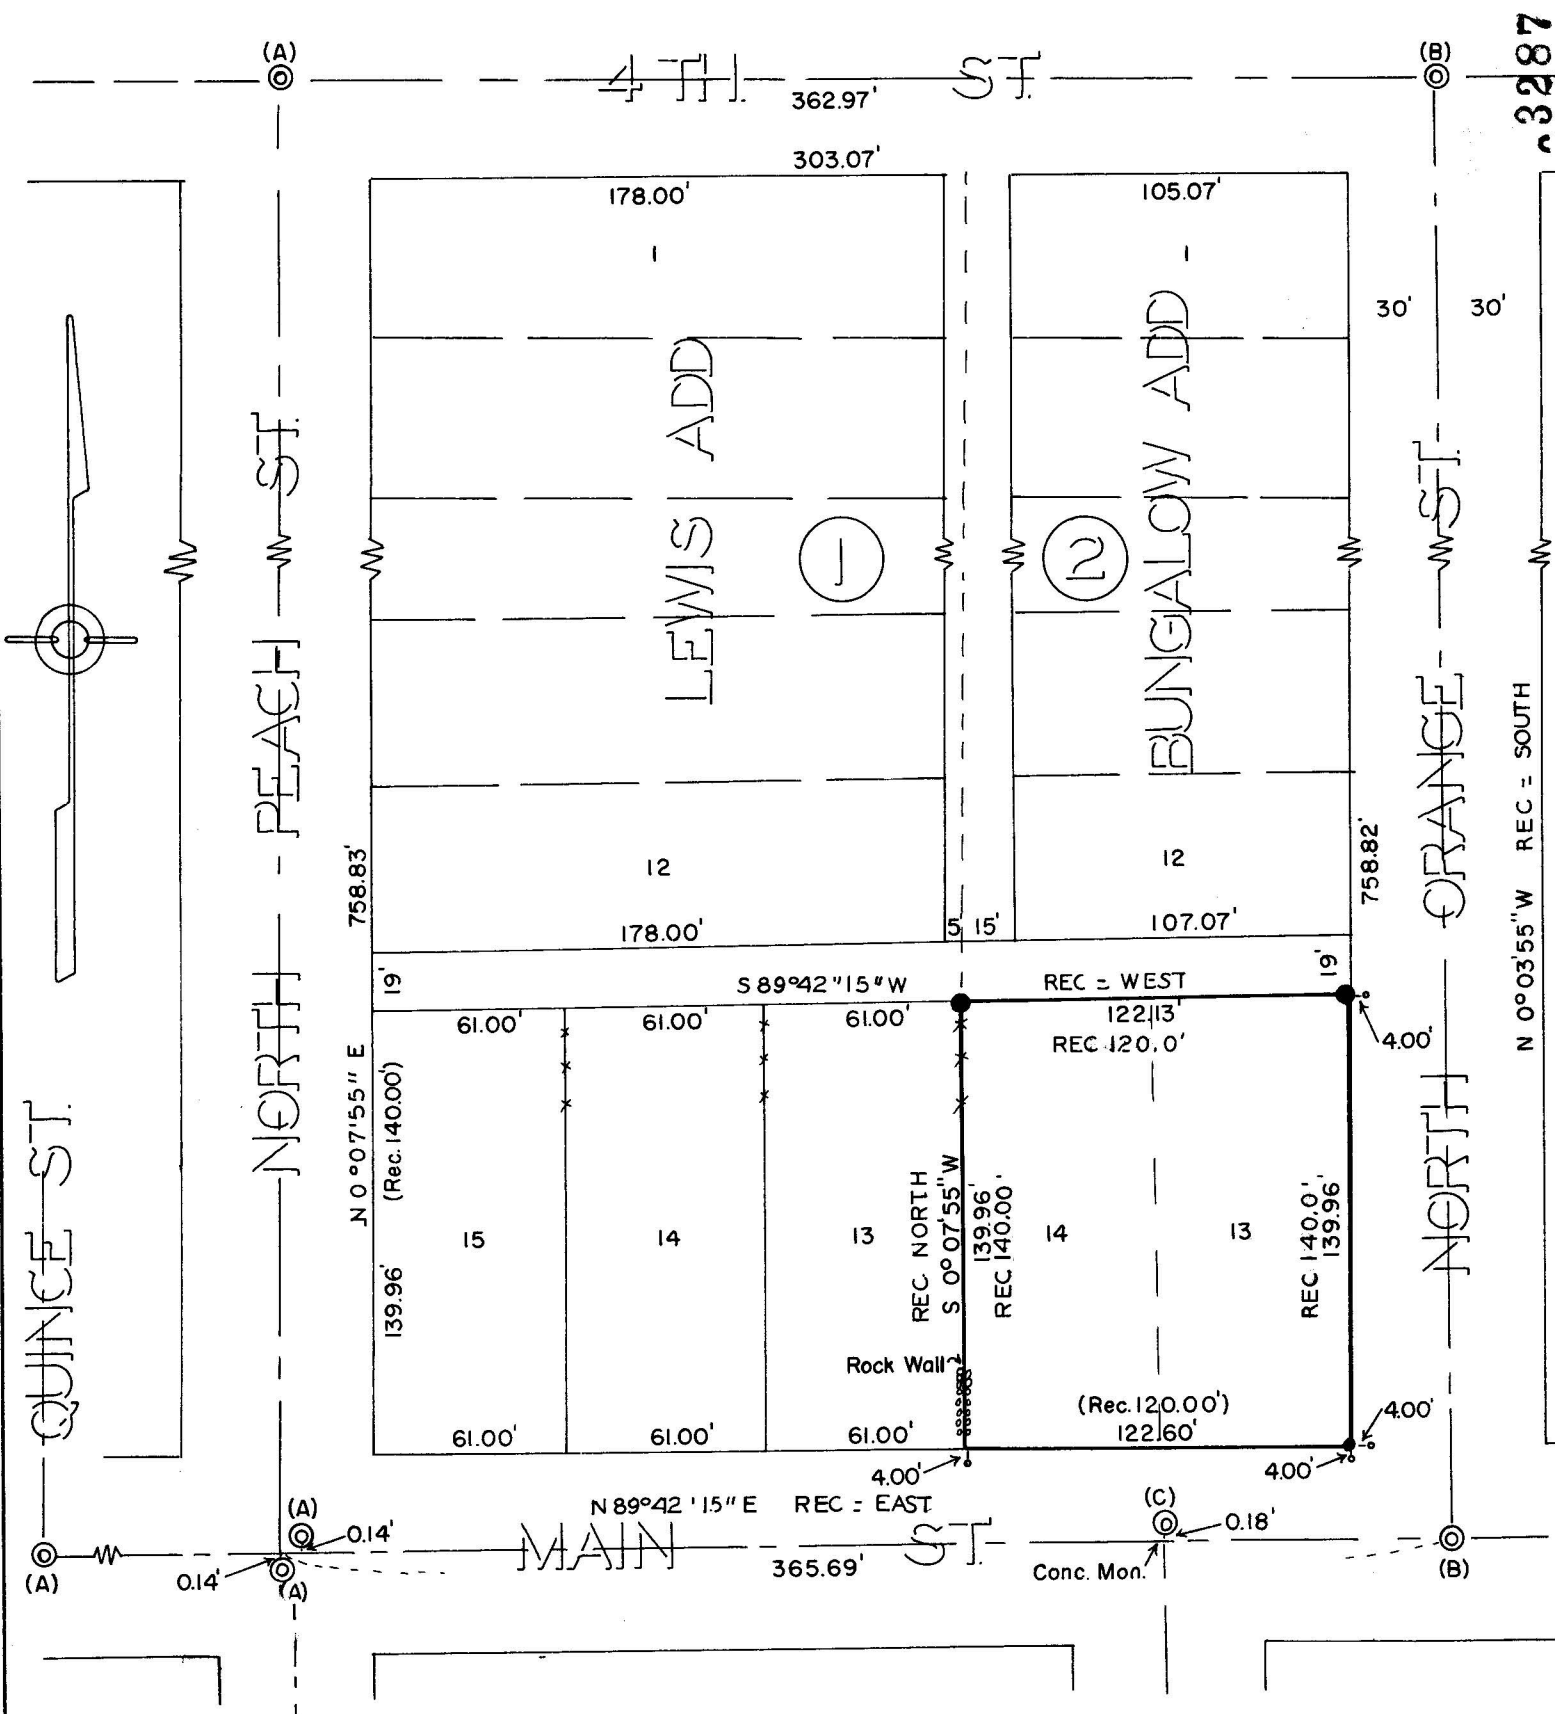 3287
(A)
4TH. ST.
(B)
362.97'
303.07'
178.00'
105.07'
1
1
30'
30'
LEWIS ADD
BUNGALOW ADD
1
2
NORTH PEACH ST.
NORTH ORANGE ST.
QUINCE ST.
758.83'
758.82'
N 0°03'55" W REC = SOUTH
12
12
178.00'
5'
15'
107.07'
19'
19'
S 89°42"15" W
REC = WEST
61.00'
61.00'
61.00'
122.13'
REC 120.0'
4.00'
N 0°07'55" E
(Rec. 140.00')
139.96'
REC NORTH
S 0°07'55" W
139.96'
REC 140.00'
REC 140.0'
139.96'
15
14
13
14
13
Rock Wall
(Rec. 120.00')
61.00'
61.00'
61.00'
122.60'
4.00'
4.00'
4.00'
N 89°42'15" E REC = EAST
(A)
0.14'
MAIN ST.
(C)
0.18'
(A)
0.14'
(A)
365.69'
Conc. Mon.
(B)